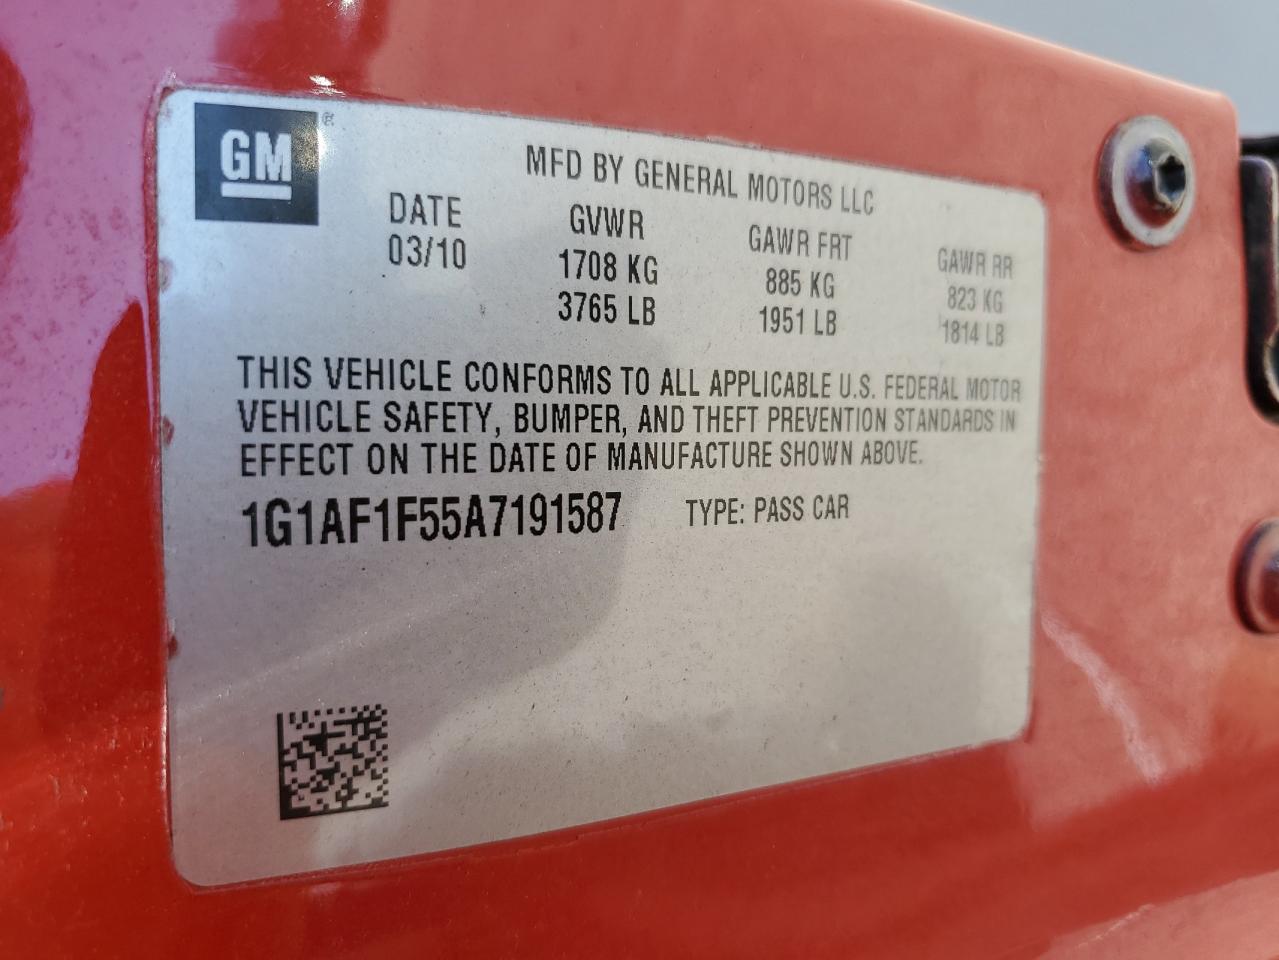 GM®
MFD BY GENERAL MOTORS LLC
DATE GVWR GAWR FRT GAWR RR
03/10 1708 KG 885 KG 823 KG
3765 LB 1951 LB 1814 LB
THIS VEHICLE CONFORMS TO ALL APPLICABLE U.S. FEDERAL MOTOR
VEHICLE SAFETY, BUMPER, AND THEFT PREVENTION STANDARDS IN
EFFECT ON THE DATE OF MANUFACTURE SHOWN ABOVE.
1G1AF1F55A7191587 TYPE: PASS CAR